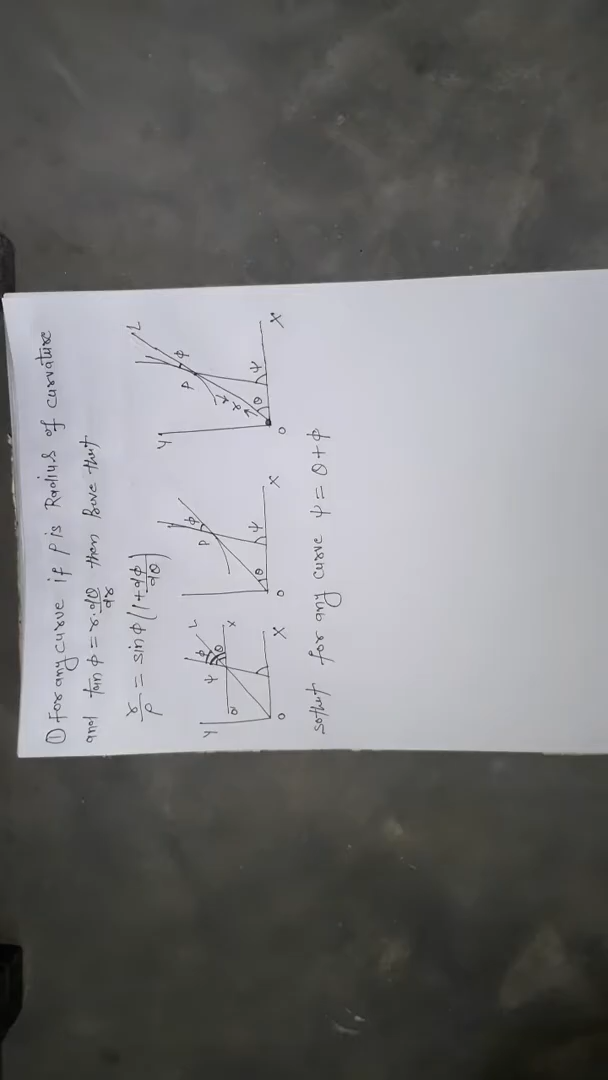 ① For any curve if ρ is Radius of curvature
and tan φ = r. dθ/dr then Prove that
r/ρ = sin φ (1 + dφ/dθ)
Y ψ φ L
θ θ X
O X
P φ
θ ψ
O X
Y P φ L
r
θ ψ
O X
so that for any curve ψ = θ + φ